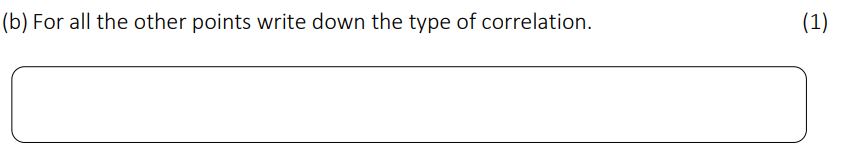 (b) For all the other points write down the type of correlation. (1)